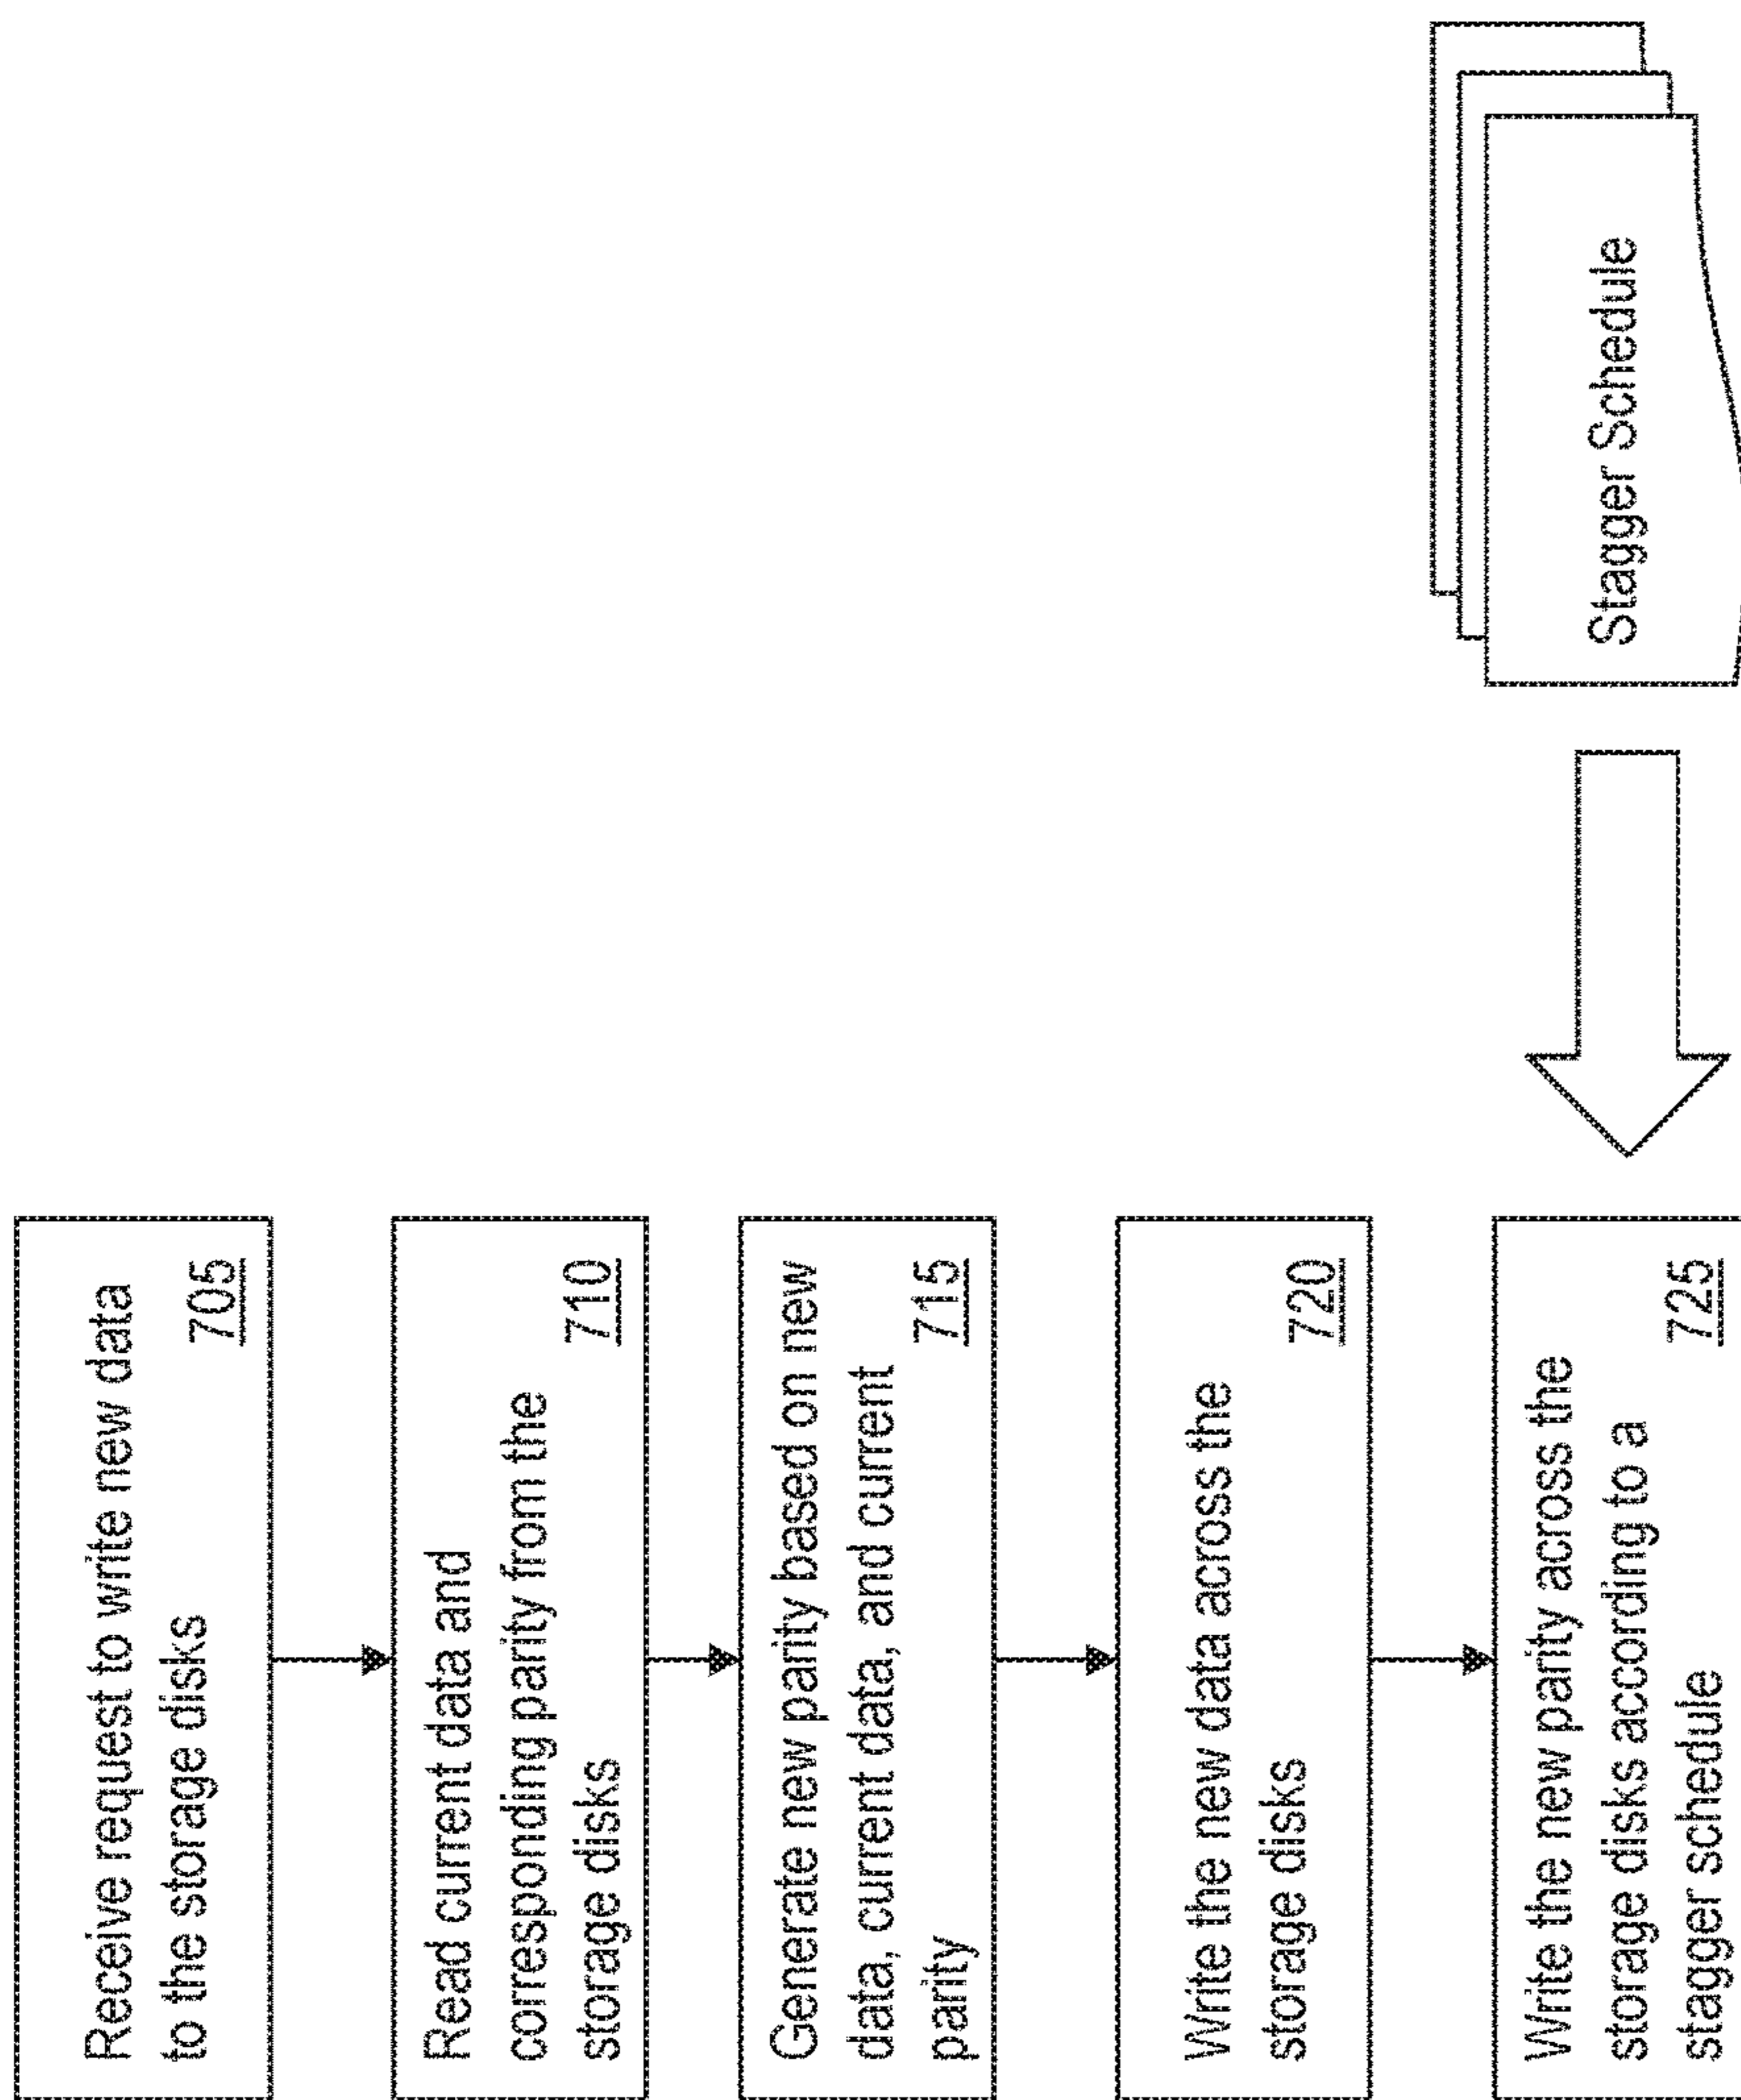 Receive request to write new data
to the storage disks
705
Read current data and
corresponding parity from the
storage disks
710
Generate new parity based on new
data, current data, and current
parity
715
Write the new data across the
storage disks
720
Write the new parity across the
storage disks according to a
stagger schedule
725
Stagger Schedule